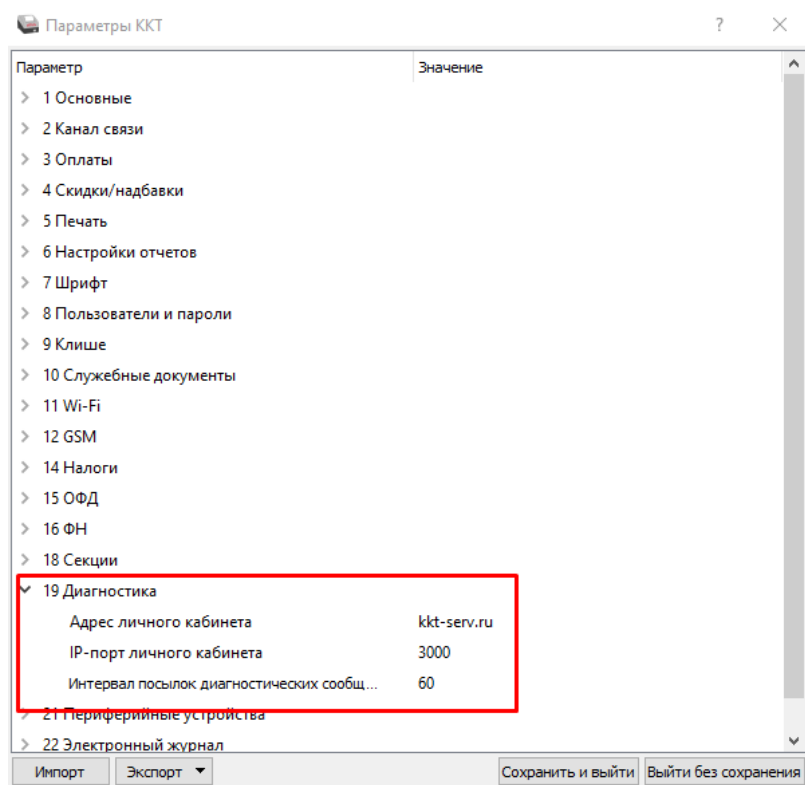 Параметры ККТ
Параметр Значение
1 Основные
2 Канал связи
3 Оплаты
4 Скидки/надбавки
5 Печать
6 Настройки отчетов
7 Шрифт
8 Пользователи и пароли
9 Клише
10 Служебные документы
11 Wi-Fi
12 GSM
14 Налоги
15 ОФД
16 ФН
18 Секции
19 Диагностика
Адрес личного кабинета kkt-serv.ru
IP-порт личного кабинета 3000
Интервал посылок диагностических сообщ... 60
21 Периферийные устройства
22 Электронный журнал
Импорт Экспорт Сохранить и выйти Выйти без сохранения